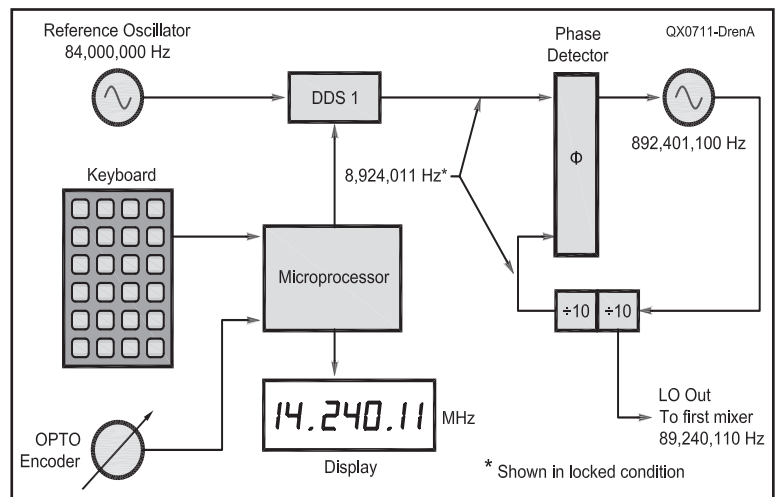 Reference Oscillator
84,000,000 Hz
Phase
Detector
QX0711-DrenA
DDS 1
Φ
892,401,100 Hz
Keyboard
8,924,011 Hz*
Microprocessor
÷10 ÷10
14.240.11 MHz
LO Out
To first mixer
89,240,110 Hz
OPTO
Encoder
Display
* Shown in locked condition